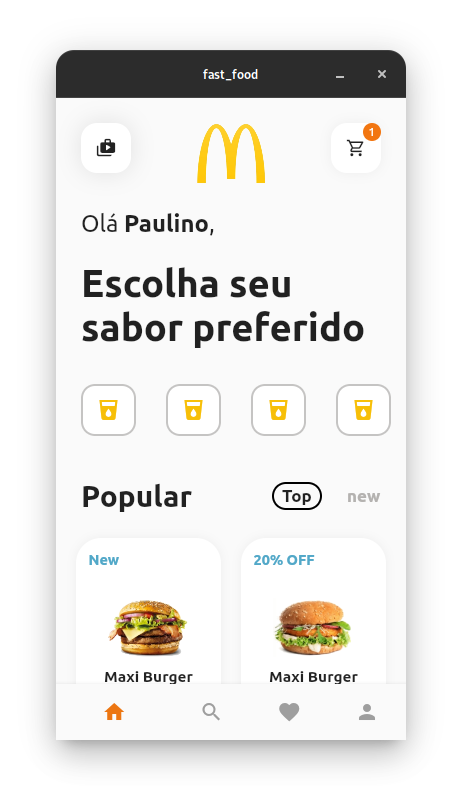 fast_food
1
Olá Paulino,
Escolha seu
sabor preferido
Popular
Top
new
New
20% OFF
Maxi Burger
Maxi Burger